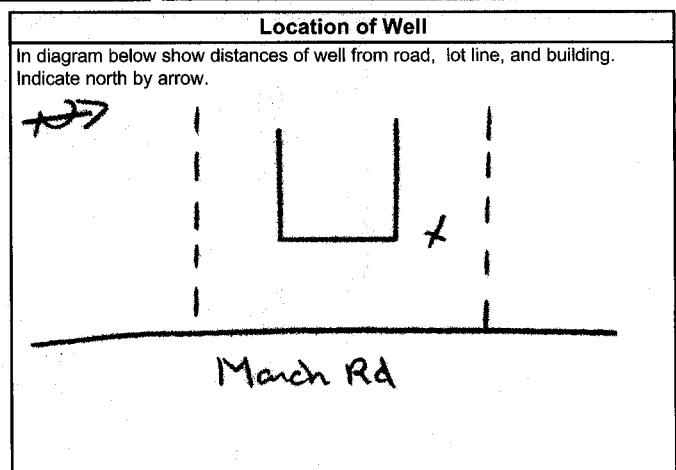 Location of Well
In diagram below show distances of well from road, lot line, and building.
Indicate north by arrow.
N
x
March Rd